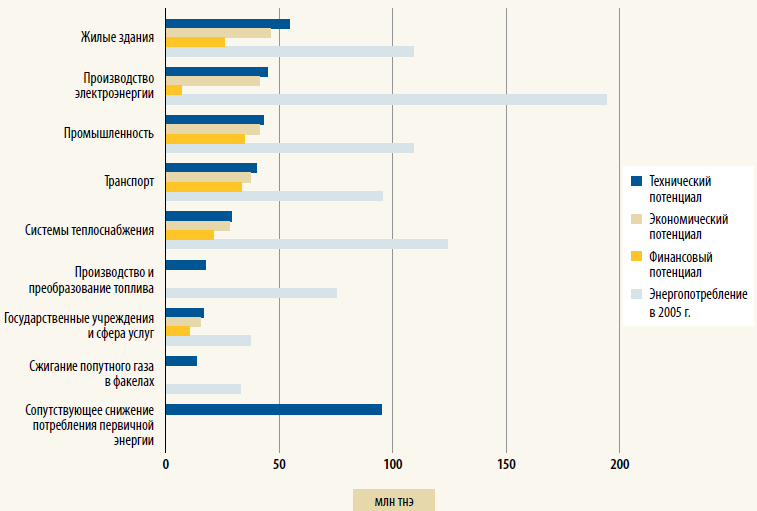 Жилые здания
Производство
электроэнергии
Промышленность
Транспорт
Системы теплоснабжения
Производство и
преобразование топлива
Государственные учреждения
и сфера услуг
Сжигание попутного газа
в факелах
Сопутствующее снижение
потребления первичной
энергии
0 50 100 150 200
млн тнэ
Технический
потенциал
Экономический
потенциал
Финансовый
потенциал
Энергопотребление
в 2005 г.